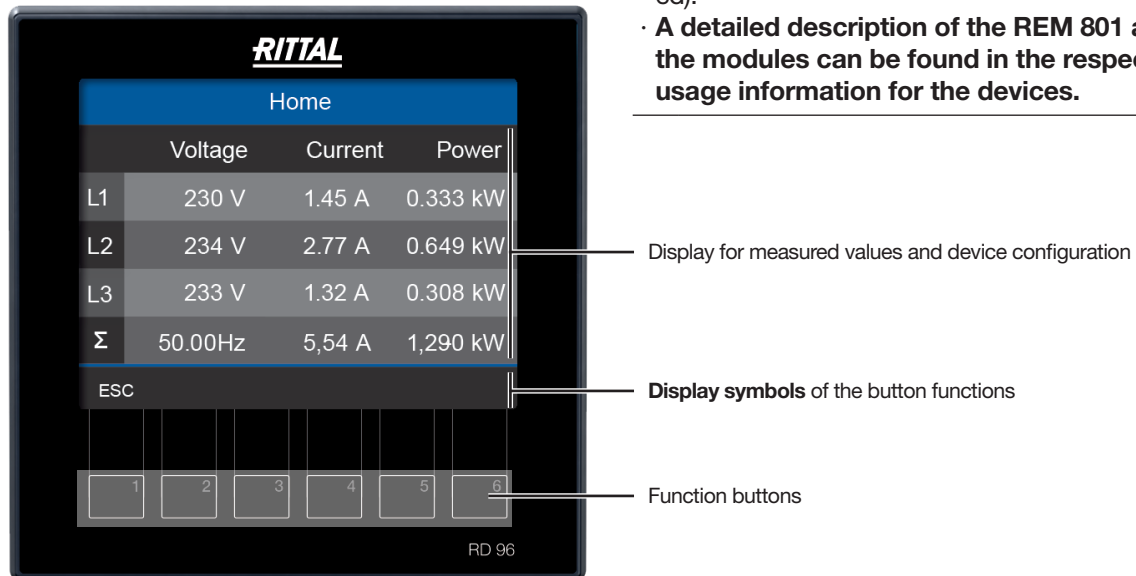 ed).
· A detailed description of the REM 801 a
the modules can be found in the respec
usage information for the devices.
RITTAL
Home
Voltage Current Power
L1 230 V 1.45 A 0.333 kW
L2 234 V 2.77 A 0.649 kW
L3 233 V 1.32 A 0.308 kW
Σ 50.00Hz 5,54 A 1,290 kW
ESC
1 2 3 4 5 6
RD 96
Display for measured values and device configuration
Display symbols of the button functions
Function buttons